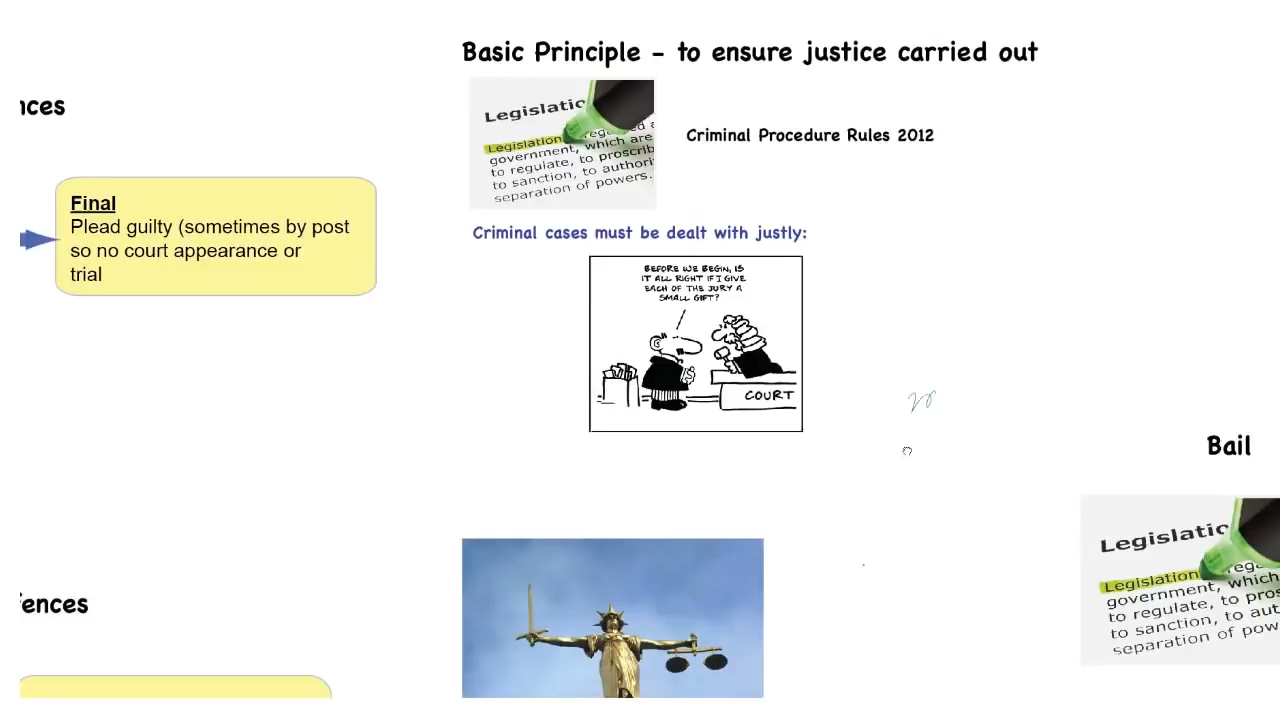 Basic Principle – to ensure justice carried out
nces
Legislatio
Legislation
government, which are
to regulate, to proscrib
to sanction, to authori
separation of powers.
Criminal Procedure Rules 2012
Final
Plead guilty (sometimes by post
so no court appearance or
trial
Criminal cases must be dealt with justly:
BEFORE WE BEGIN, IS
IT ALL RIGHT IF I GIVE
EACH OF THE JURY A
SMALL GIFT?
COURT
Bail
Legislatio
Legislation
government, which
to regulate, to pros
to sanction, to aut
separation of pow
fences